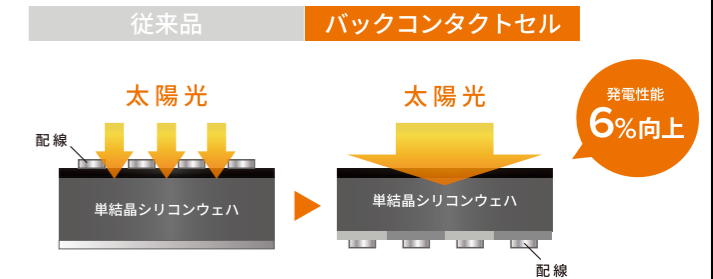 従来品
バックコンタクトセル
太陽光
配線
単結晶シリコンウェハ
太陽光
単結晶シリコンウェハ
配線
発電性能
6%向上